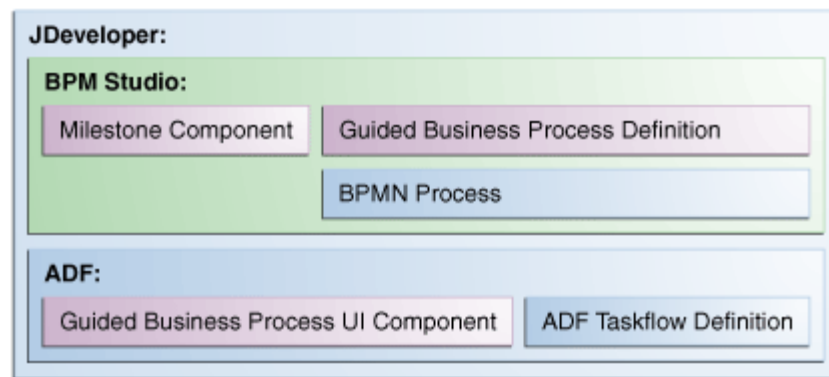 JDeveloper:
BPM Studio:
Milestone Component
Guided Business Process Definition
BPMN Process
ADF:
Guided Business Process UI Component
ADF Taskflow Definition